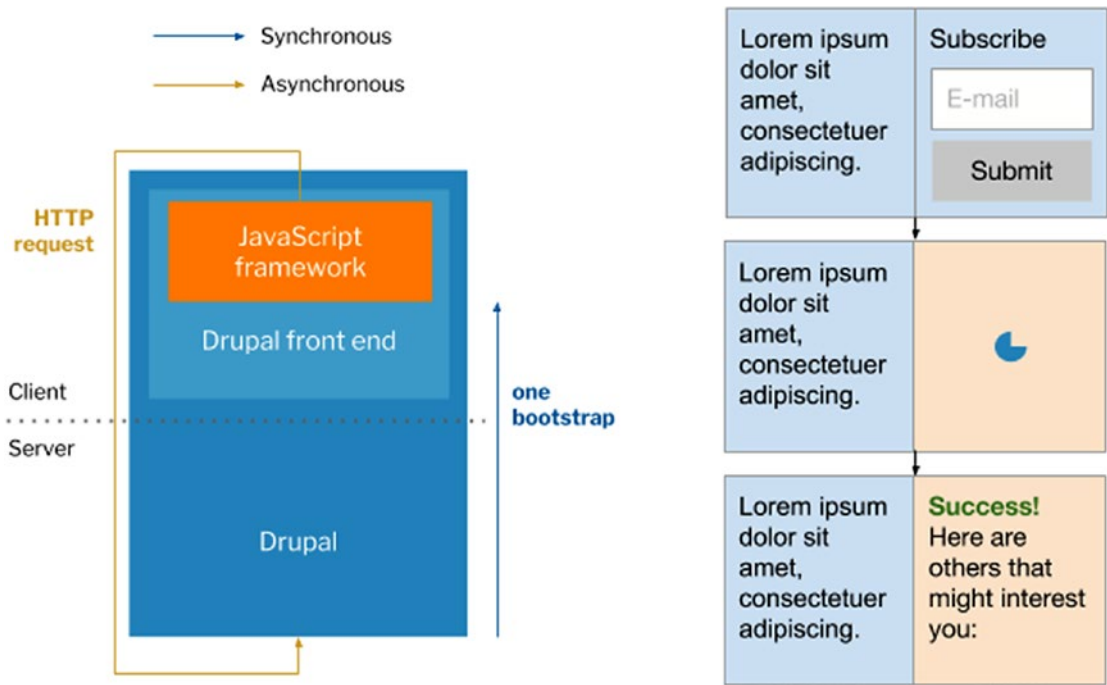 Synchronous
Asynchronous
HTTP
request
JavaScript
framework
Drupal front end
Client
Server
one
bootstrap
Drupal
Lorem ipsum
dolor sit
amet,
consectetuer
adipiscing.
Subscribe
E-mail
Submit
Lorem ipsum
dolor sit
amet,
consectetuer
adipiscing.
Lorem ipsum
dolor sit
amet,
consectetuer
adipiscing.
Success!
Here are
others that
might interest
you: